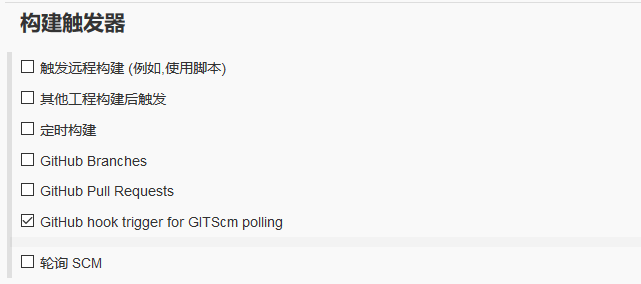 构建触发器
触发远程构建 (例如,使用脚本)
其他工程构建后触发
定时构建
GitHub Branches
GitHub Pull Requests
GitHub hook trigger for GITScm polling
轮询 SCM